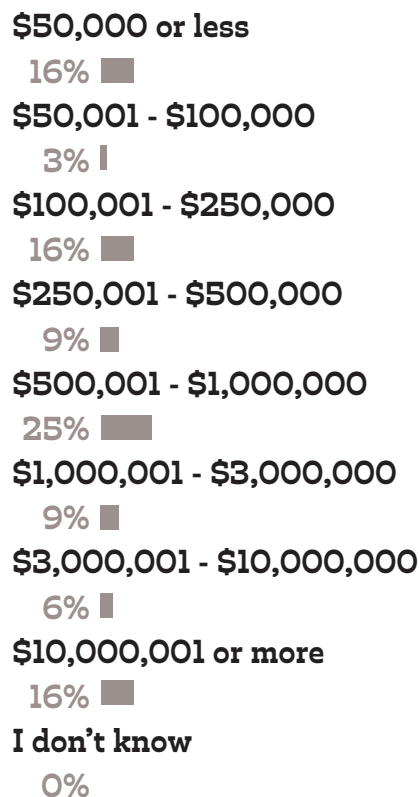 $50,000 or less
16%
$50,001 - $100,000
3%
$100,001 - $250,000
16%
$250,001 - $500,000
9%
$500,001 - $1,000,000
25%
$1,000,001 - $3,000,000
9%
$3,000,001 - $10,000,000
6%
$10,000,001 or more
16%
I don’t know
0%